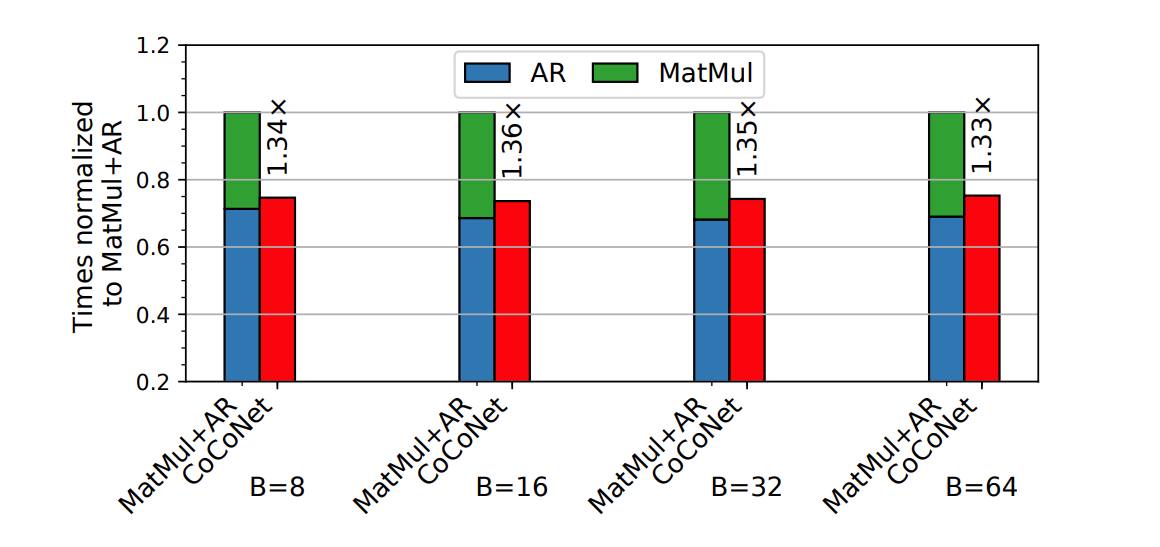 1.2
1.0
0.8
0.6
0.4
0.2
Times normalized
to MatMul+AR
AR MatMul
1.34×
1.36×
1.35×
1.33×
MatMul+AR
CoCoNet
MatMul+AR
CoCoNet
MatMul+AR
CoCoNet
MatMul+AR
CoCoNet
B=8
B=16
B=32
B=64